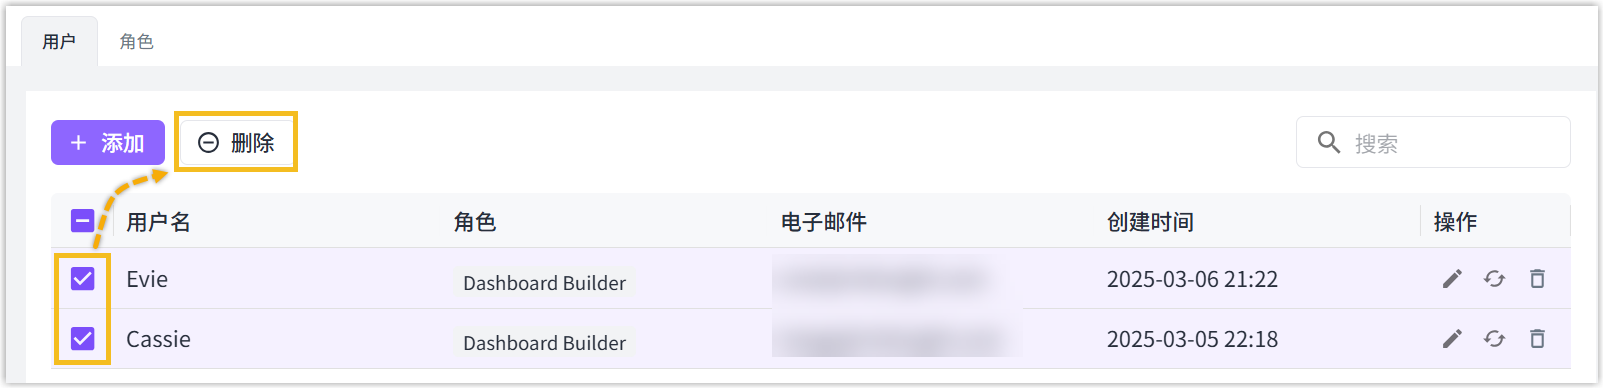 用户 角色
添加 删除 搜索
用户名 角色 电子邮件 创建时间 操作
Evie Dashboard Builder 2025-03-06 21:22
Cassie Dashboard Builder 2025-03-05 22:18